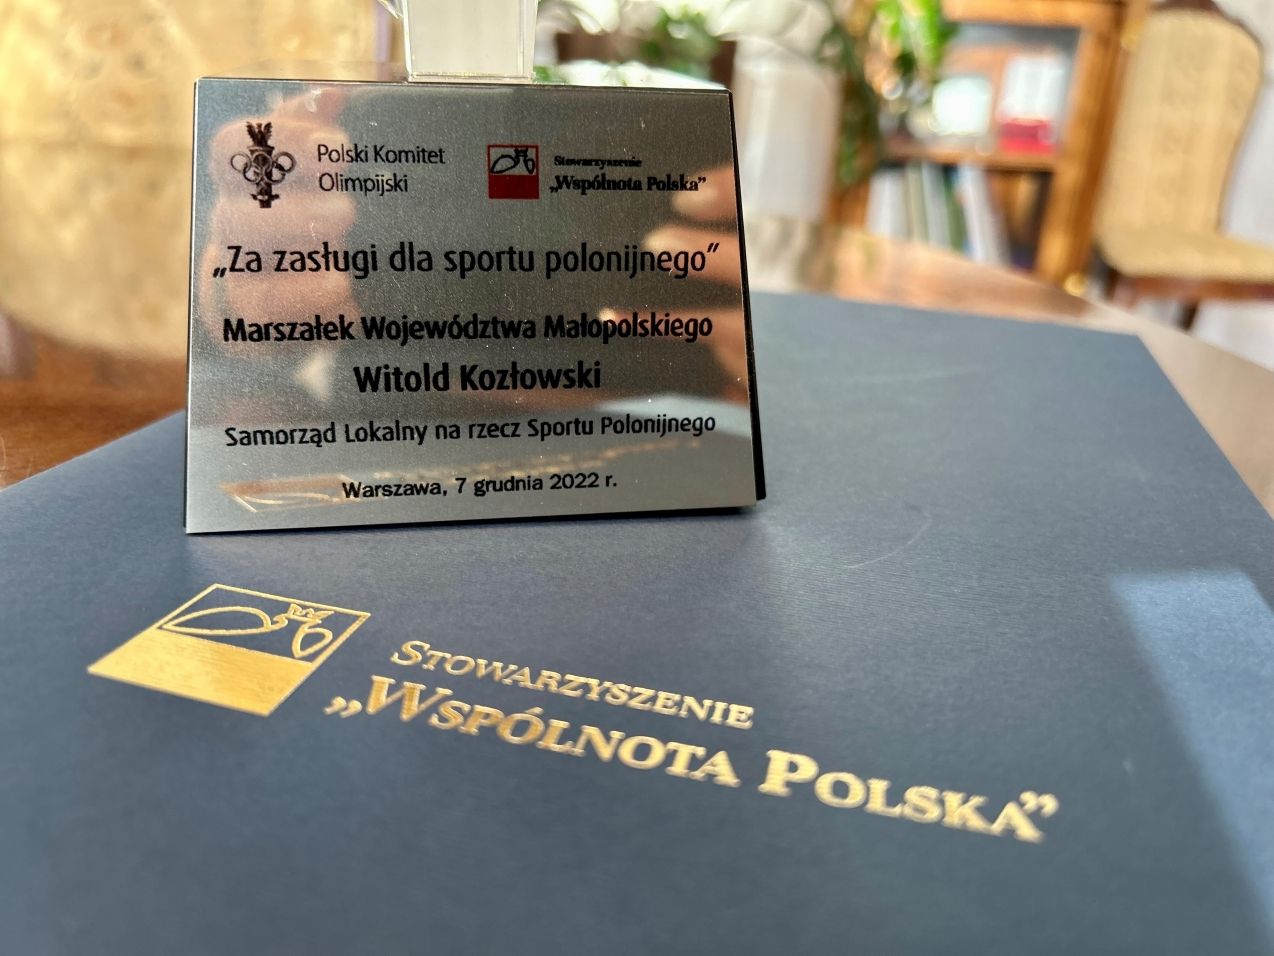 Polski Komitet
Olimpijski
Stowarzyszenie
„Wspólnota Polska”
„Za zasługi dla sportu polonijnego”
Marszałek Województwa Małopolskiego
Witold Kozłowski
Samorząd Lokalny na rzecz Sportu Polonijnego
Warszawa, 7 grudnia 2022 r.
STOWARZYSZENIE
„WSPÓLNOTA POLSKA”